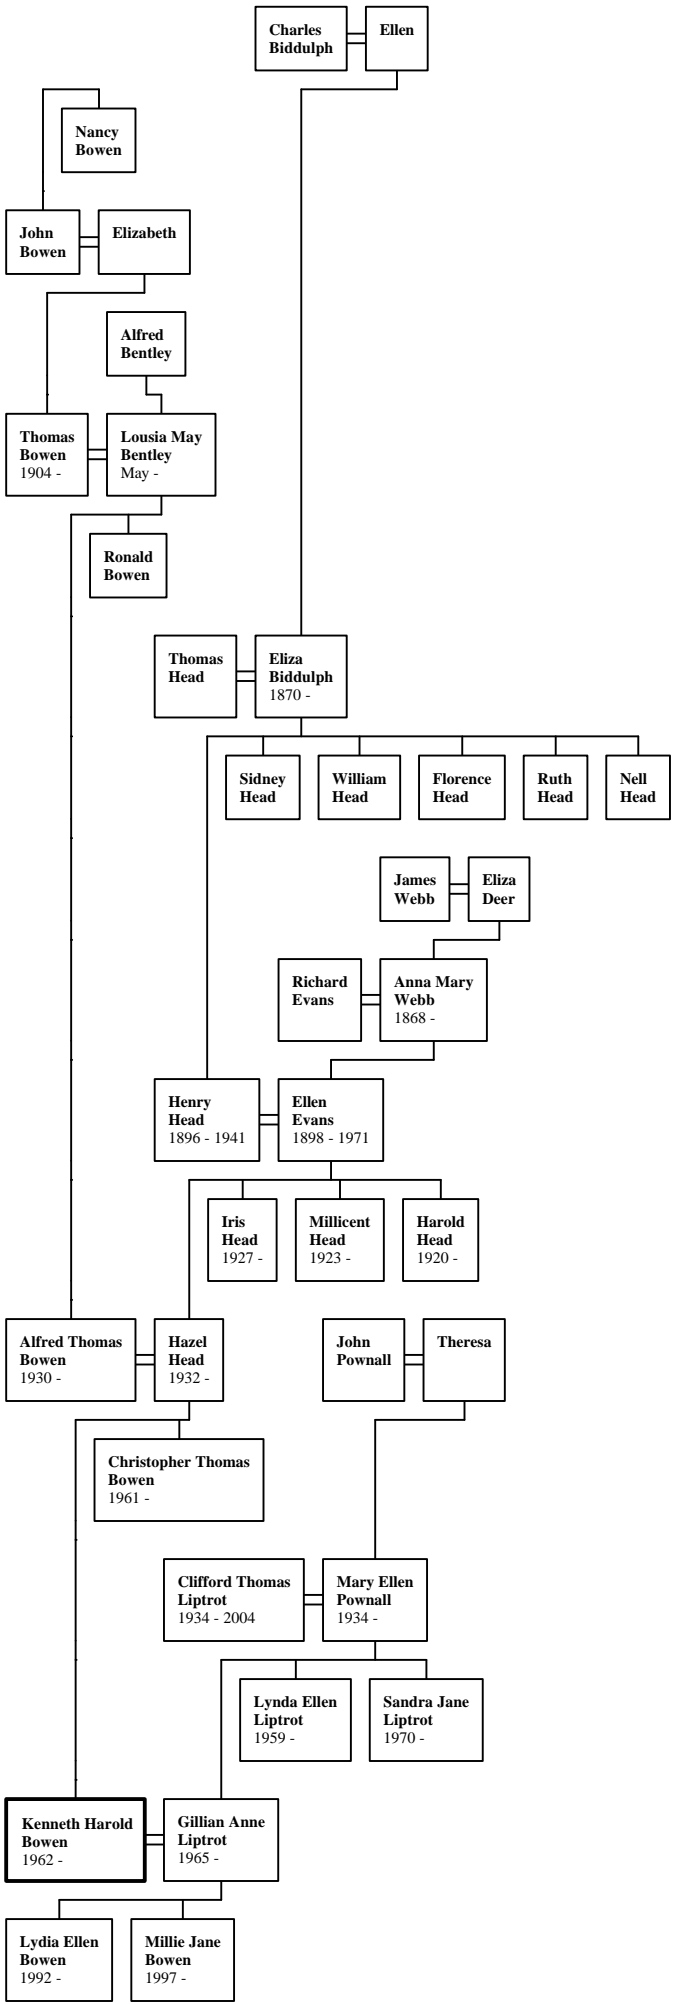 Charles
Biddulph
Ellen
Nancy
Bowen
John
Bowen
Elizabeth
Alfred
Bentley
Thomas
Bowen
1904 -
Lousia May
Bentley
May -
Ronald
Bowen
Thomas
Head
Eliza
Biddulph
1870 -
Sidney
Head
William
Head
Florence
Head
Ruth
Head
Nell
Head
James
Webb
Eliza
Deer
Richard
Evans
Anna Mary
Webb
1868 -
Henry
Head
1896 - 1941
Ellen
Evans
1898 - 1971
Iris
Head
1927 -
Millicent
Head
1923 -
Harold
Head
1920 -
Alfred Thomas
Bowen
1930 -
Hazel
Head
1932 -
John
Pownall
Theresa
Christopher Thomas
Bowen
1961 -
Clifford Thomas
Liptrot
1934 - 2004
Mary Ellen
Pownall
1934 -
Lynda Ellen
Liptrot
1959 -
Sandra Jane
Liptrot
1970 -
Kenneth Harold
Bowen
1962 -
Gillian Anne
Liptrot
1965 -
Lydia Ellen
Bowen
1992 -
Millie Jane
Bowen
1997 -